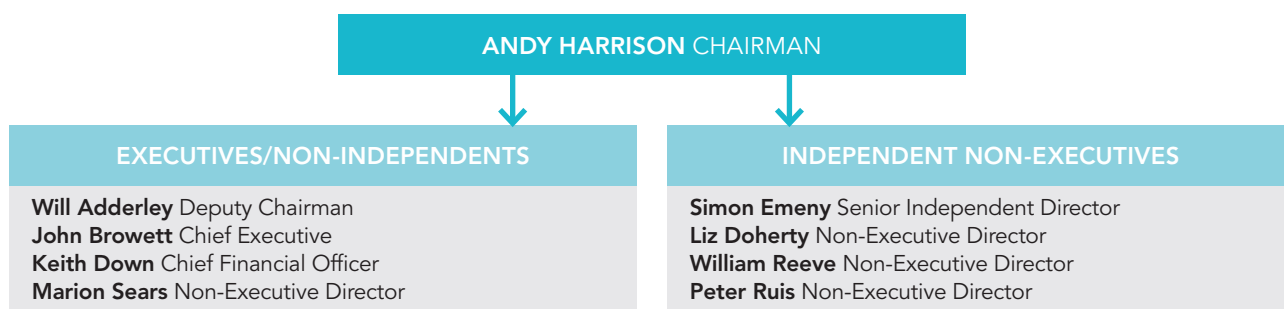 ANDY HARRISON CHAIRMAN
EXECUTIVES/NON-INDEPENDENTS
Will Adderley Deputy Chairman
John Browett Chief Executive
Keith Down Chief Financial Officer
Marion Sears Non-Executive Director
INDEPENDENT NON-EXECUTIVES
Simon Emeny Senior Independent Director
Liz Doherty Non-Executive Director
William Reeve Non-Executive Director
Peter Ruis Non-Executive Director